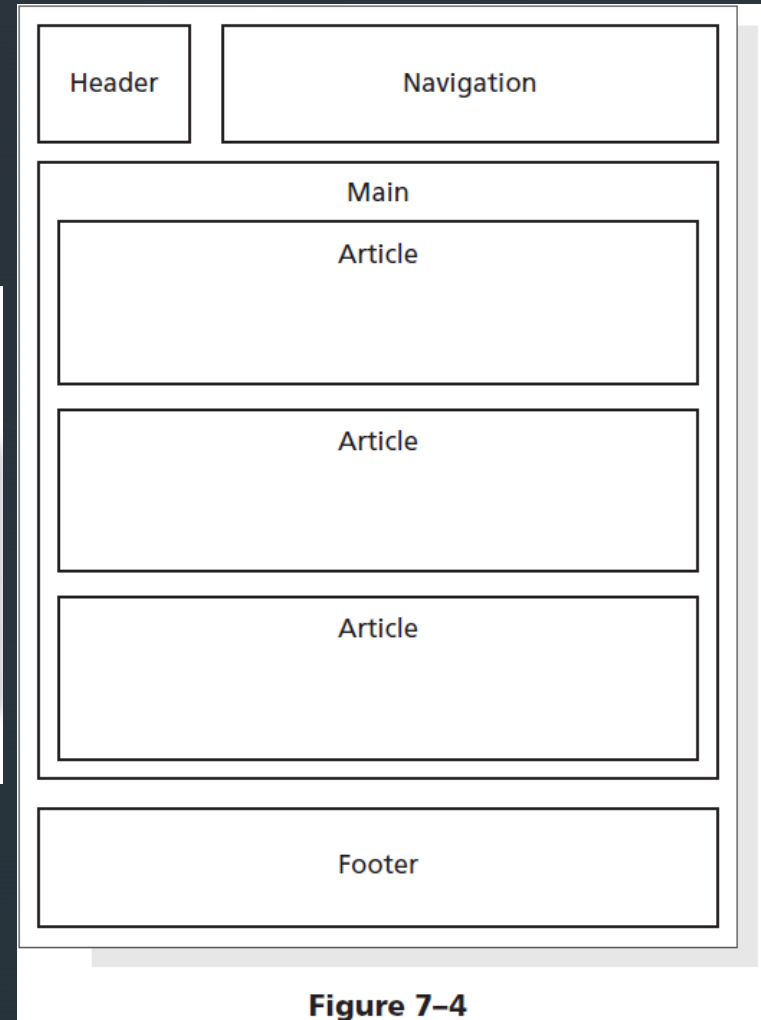 Header
Navigation
Main
Article
Article
Article
Footer
Figure 7–4